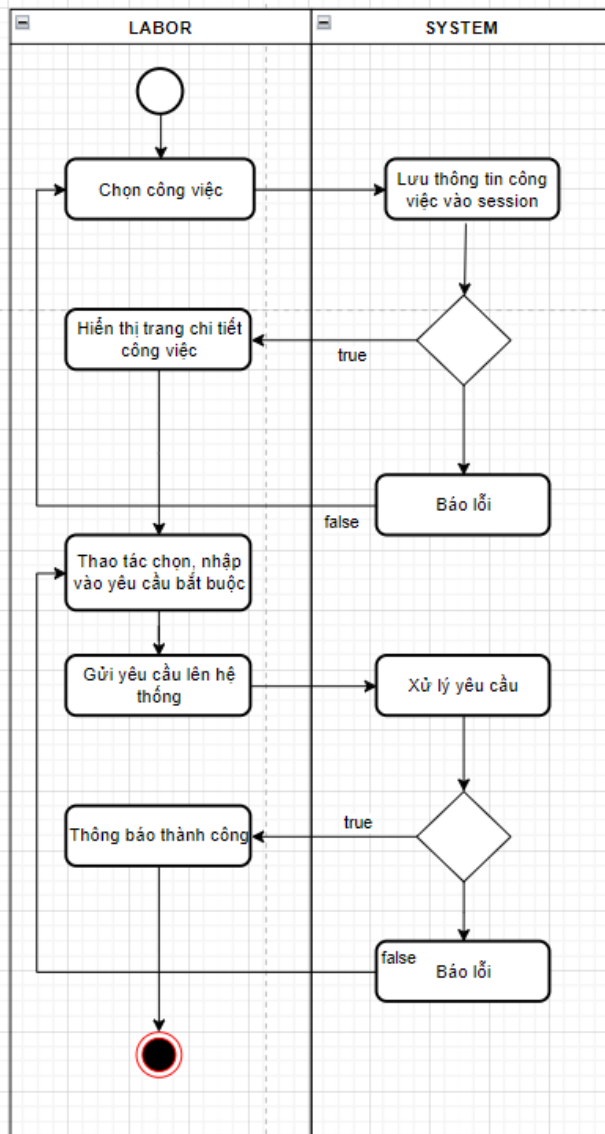 LABOR
SYSTEM
Chọn công việc
Lưu thông tin công
việc vào session
Hiển thị trang chi tiết
công việc
true
Báo lỗi
false
Thao tác chọn, nhập
vào yêu cầu bắt buộc
Gửi yêu cầu lên hệ
thống
Xử lý yêu cầu
Thông báo thành công
true
false
Báo lỗi